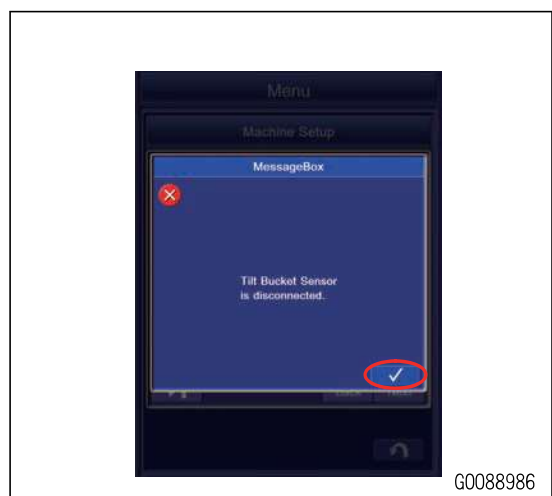 Menu
Machine Setup
MessageBox
Tilt Bucket Sensor
is disconnected.
G0088986